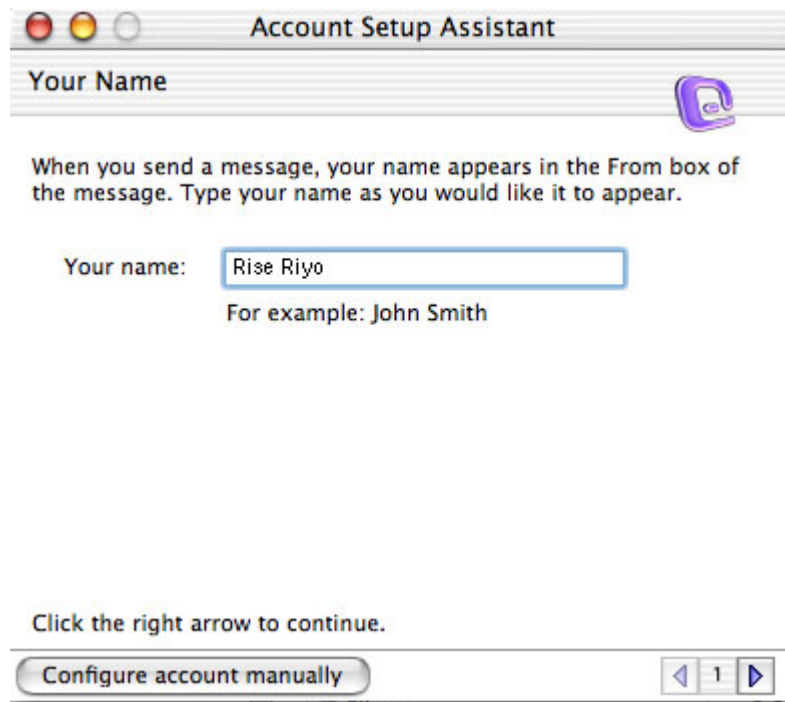 Account Setup Assistant
Your Name
When you send a message, your name appears in the From box of
the message. Type your name as you would like it to appear.
Your name: Rise Riyo
For example: John Smith
Click the right arrow to continue.
Configure account manually 1